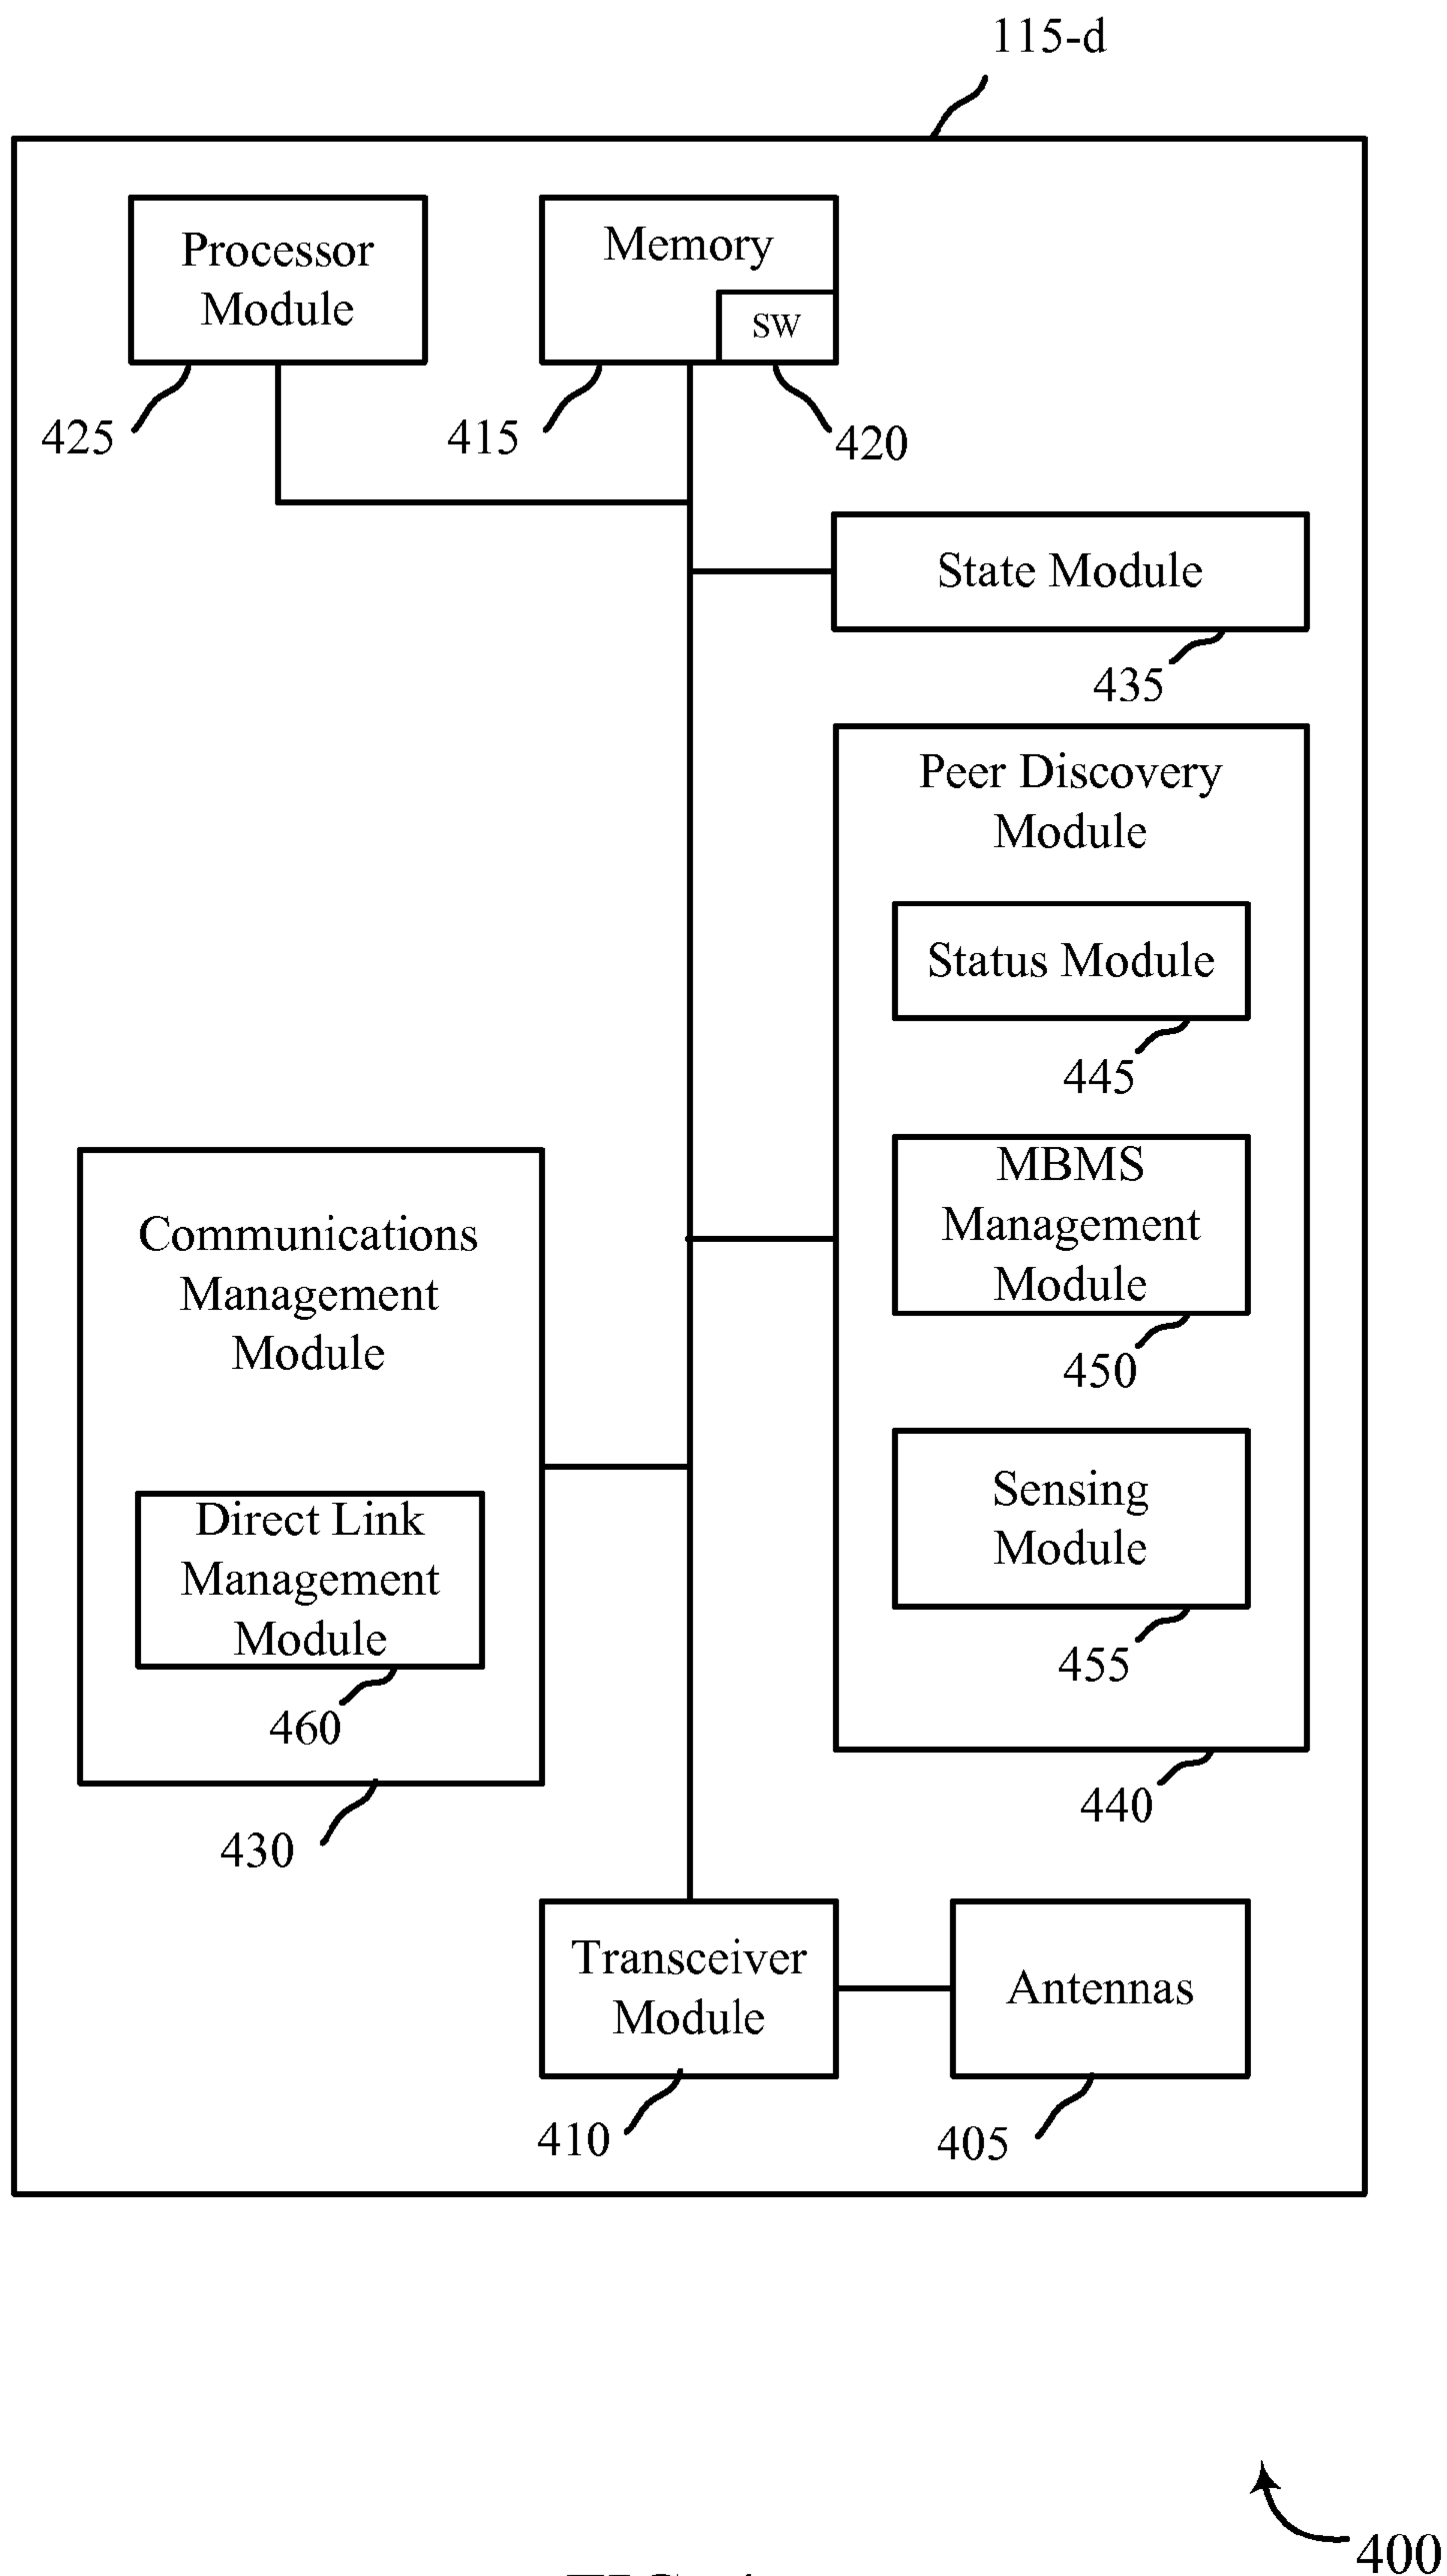 115-d
Processor
Module
Memory
SW
425
415
420
State Module
435
Peer Discovery
Module
Status Module
445
MBMS
Management
Module
450
Sensing
Module
455
440
Communications
Management
Module
Direct Link
Management
Module
460
430
Transceiver
Module
Antennas
410
405
400